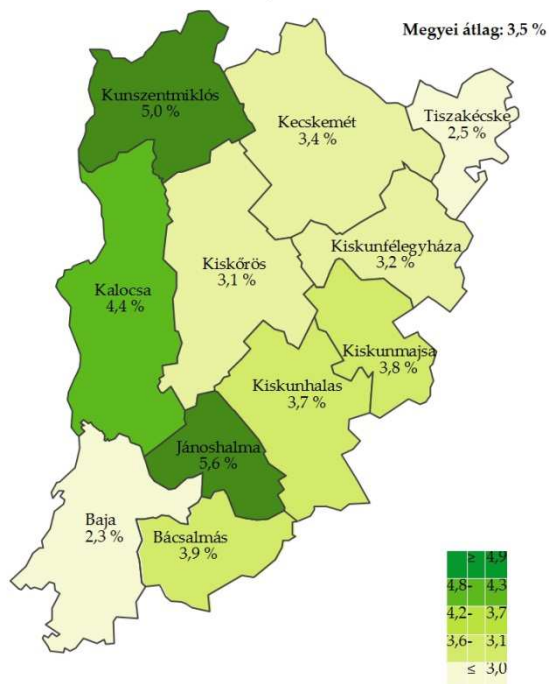 Megyei átlag: 3,5 %
Kunszentmiklós
5,0 %
Kecskemét
3,4 %
Tiszakécske
2,5 %
Kiskunfélegyháza
3,2 %
Kiskőrös
3,1 %
Kalocsa
4,4 %
Kiskunmajsa
3,8 %
Kiskunhalas
3,7 %
Jánoshalma
5,6 %
Baja
2,3 %
Bácsalmás
3,9 %
≥ 4,9
4,8- 4,3
4,2- 3,7
3,6- 3,1
≤ 3,0